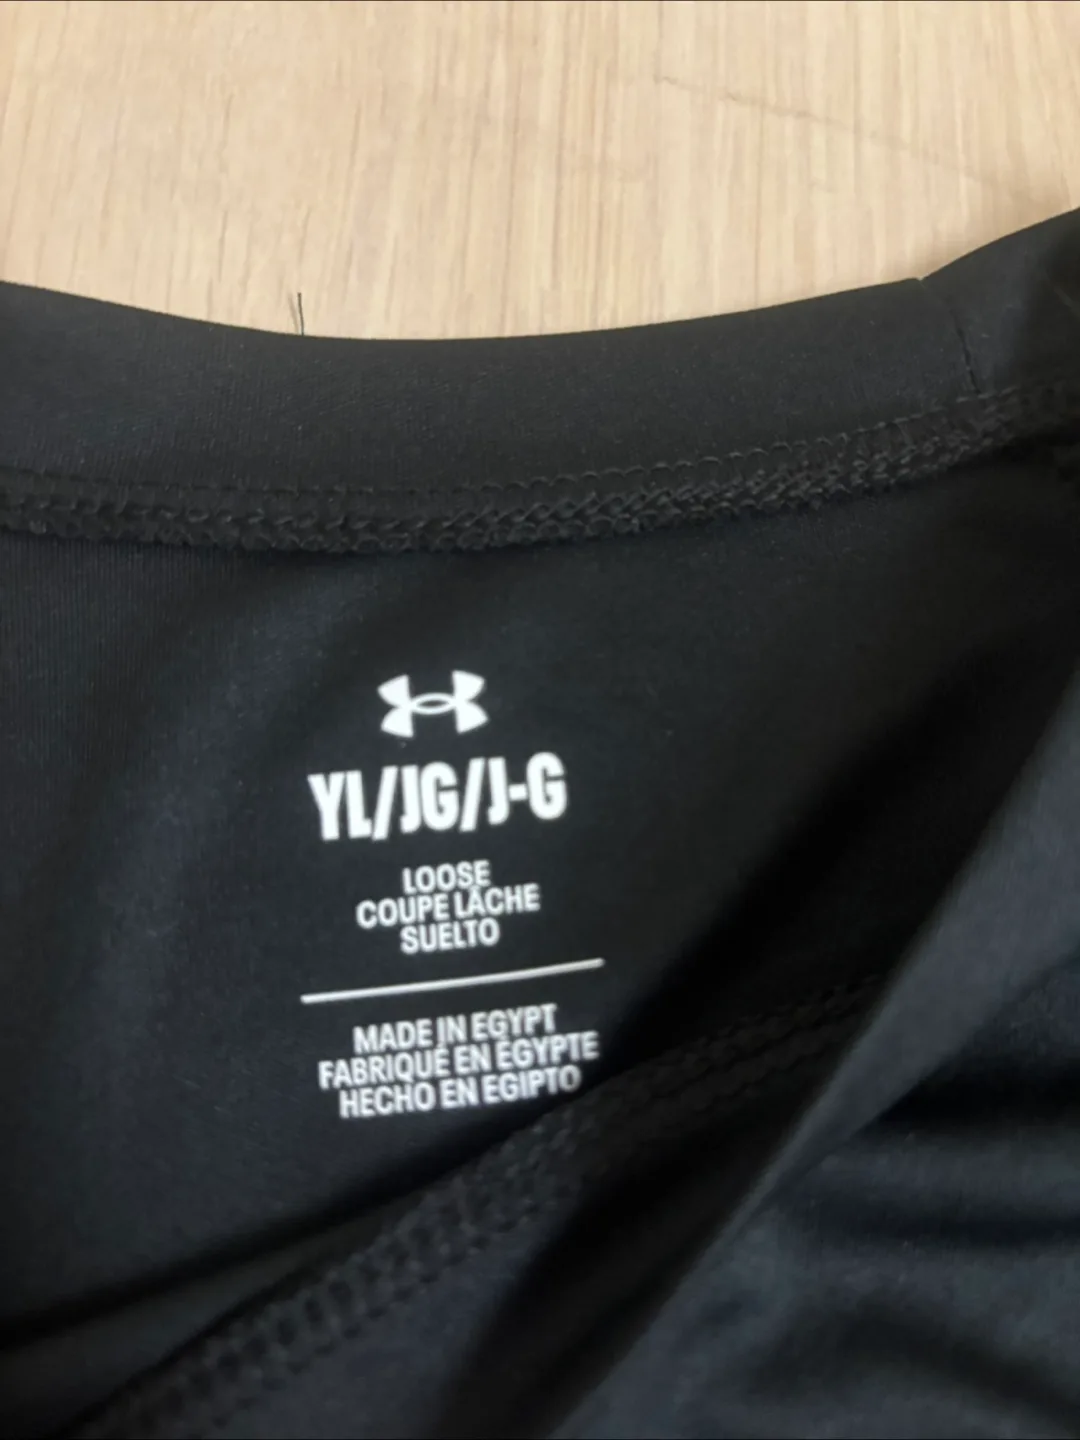 YL/JG/J-G
LOOSE
COUPE LÂCHE
SUELTO
MADE IN EGYPT
FABRIQUÉ EN ÉGYPTE
HECHO EN EGIPTO